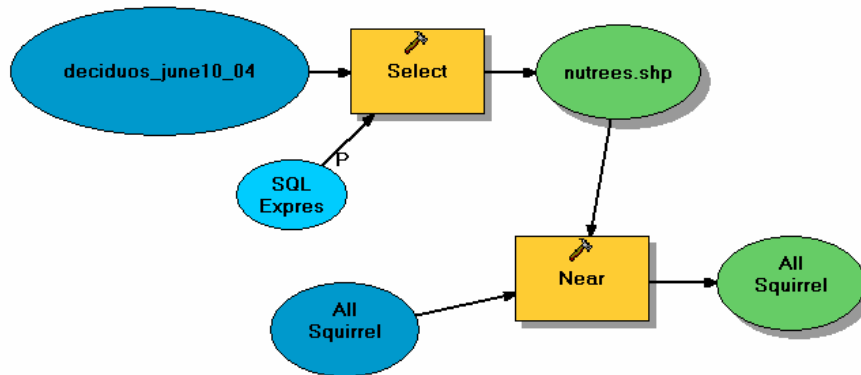 deciduos_june10_04
Select
nutrees.shp
P
SQL
Expres
Near
All
Squirrel
All
Squirrel